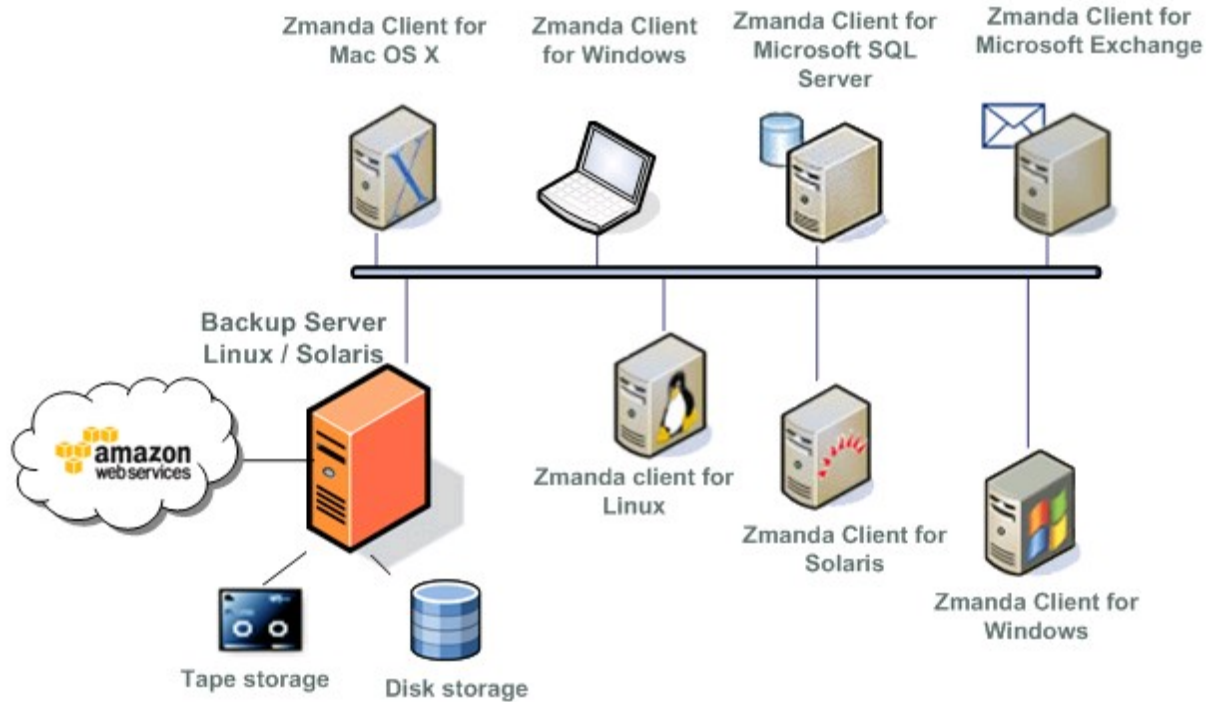 Zmanda Client for
Mac OS X
Zmanda Client
for Windows
Zmanda Client for
Microsoft SQL
Server
Zmanda Client for
Microsoft Exchange
Backup Server
Linux / Solaris
amazon
webservices
Zmanda client for
Linux
Zmanda Client for
Solaris
Zmanda Client for
Windows
Tape storage
Disk storage